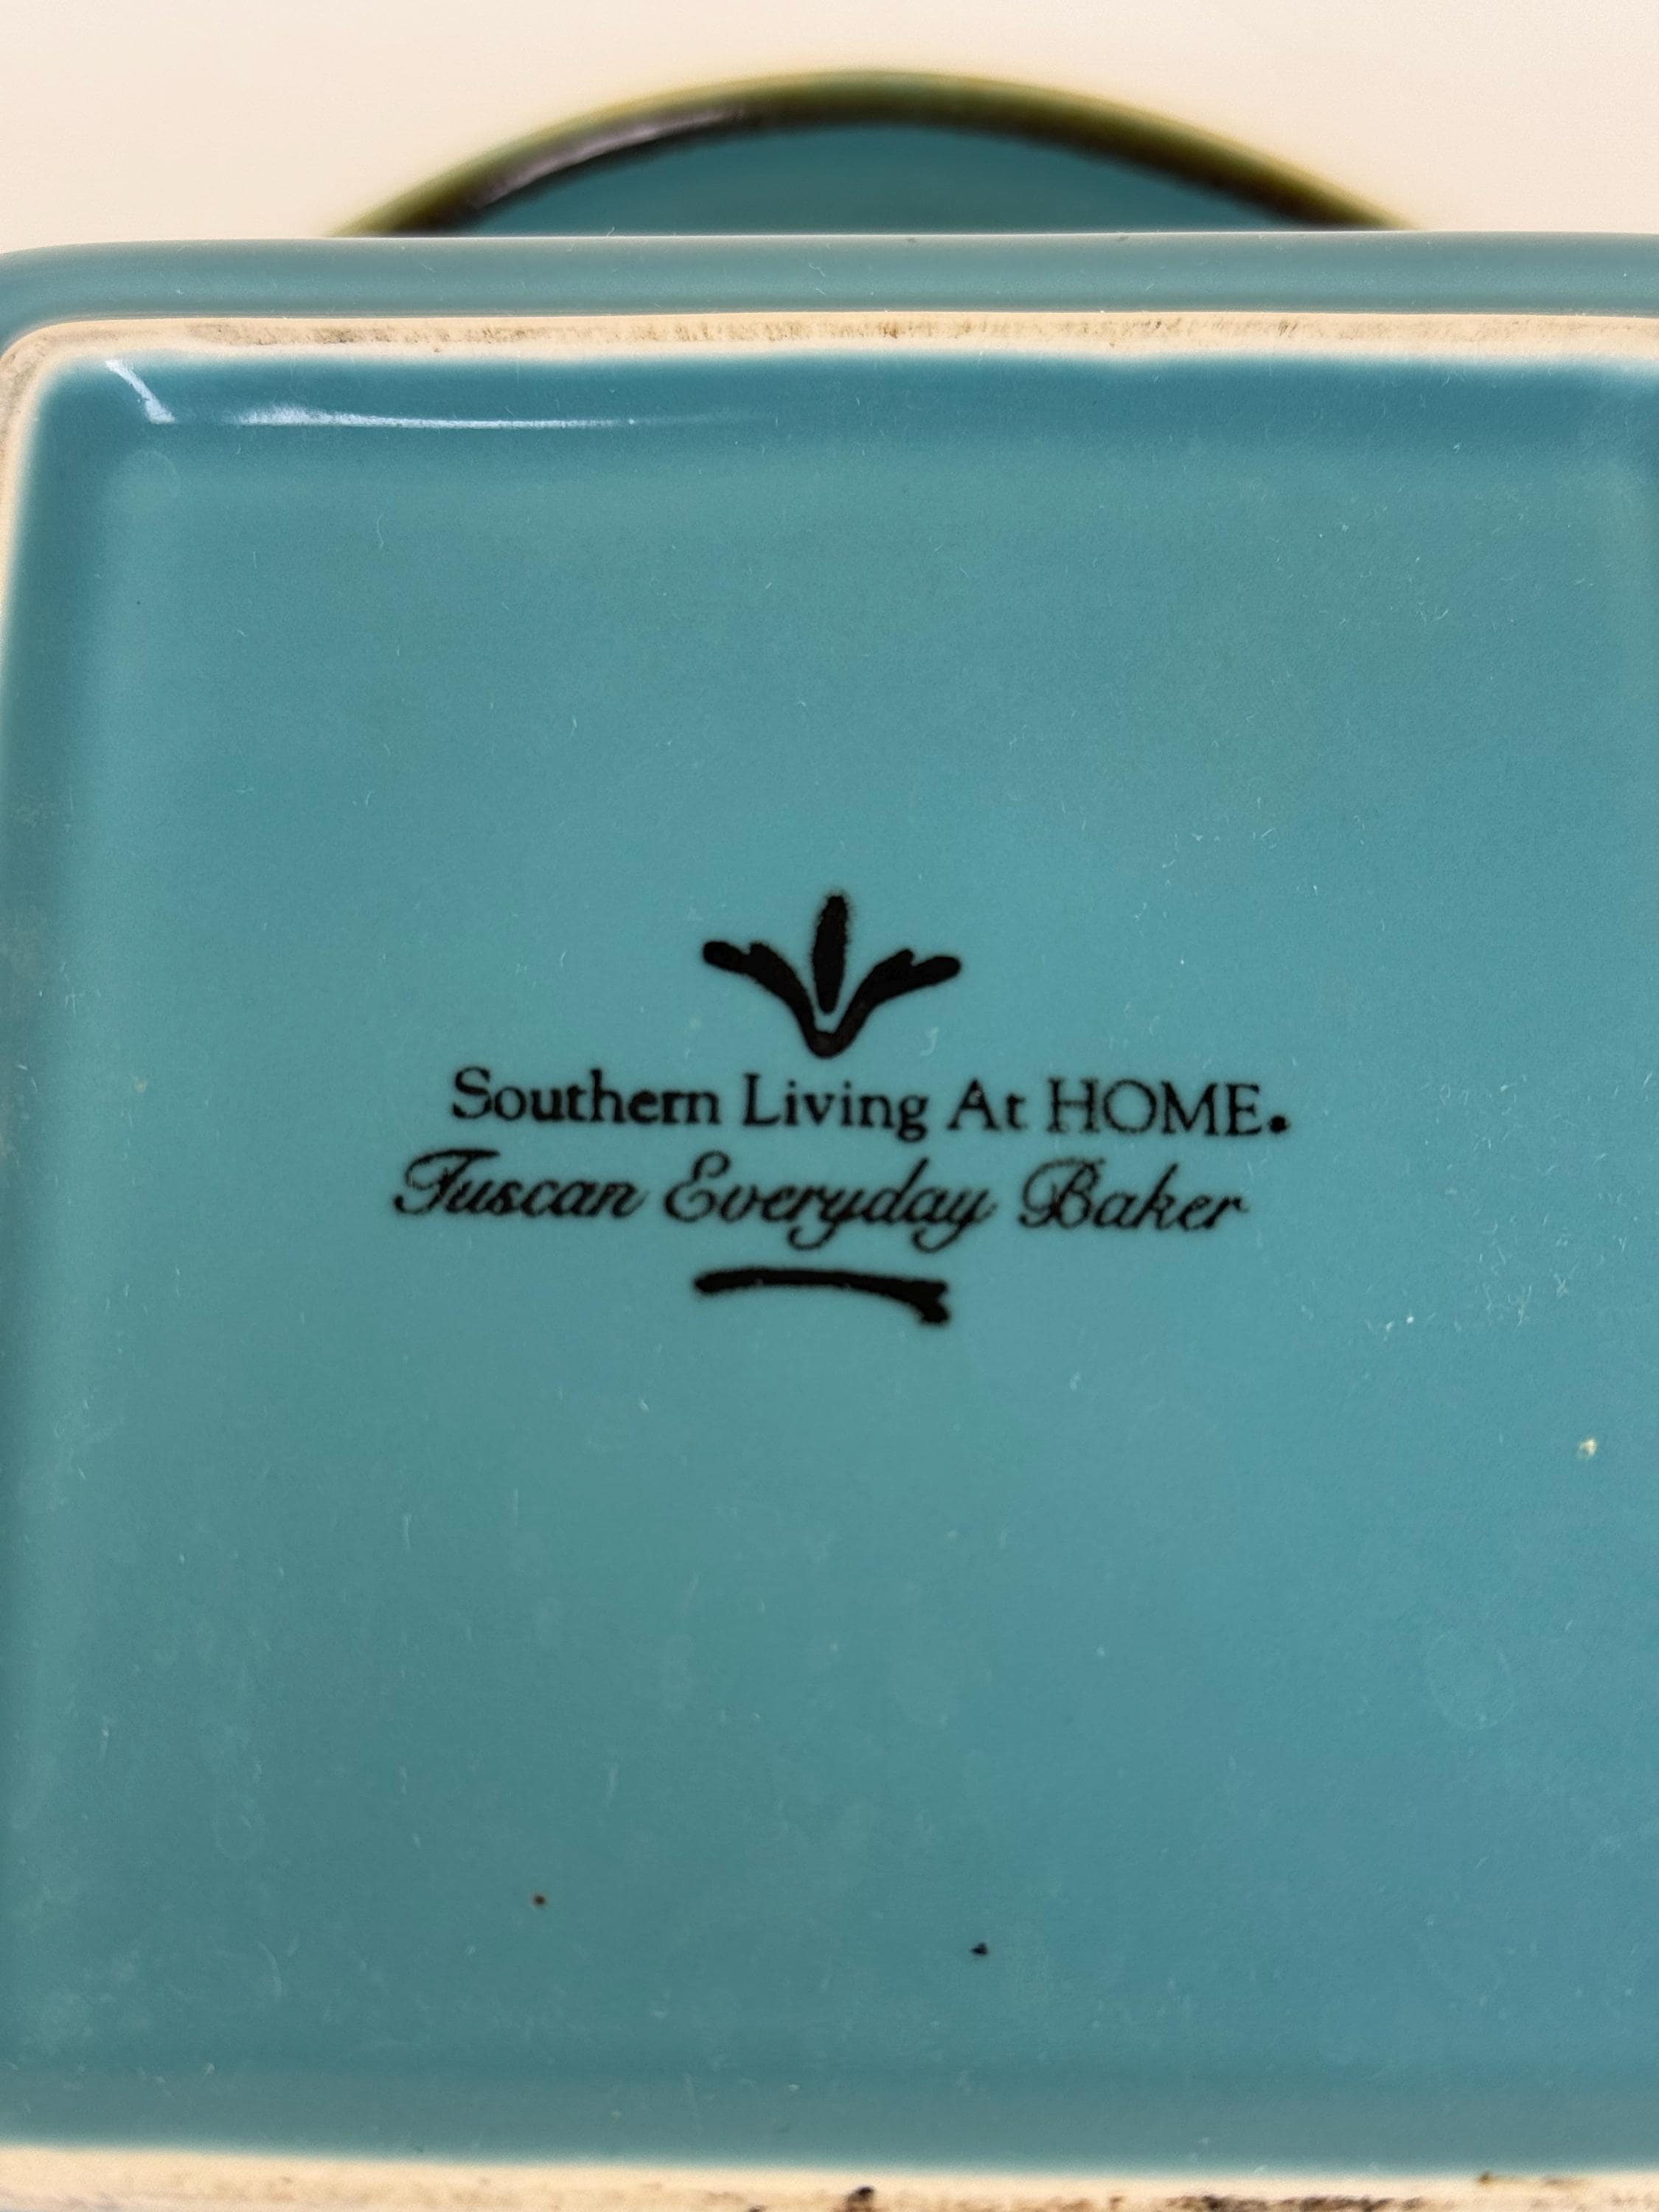 Southern Living At HOME.
Tuscan Everyday Baker